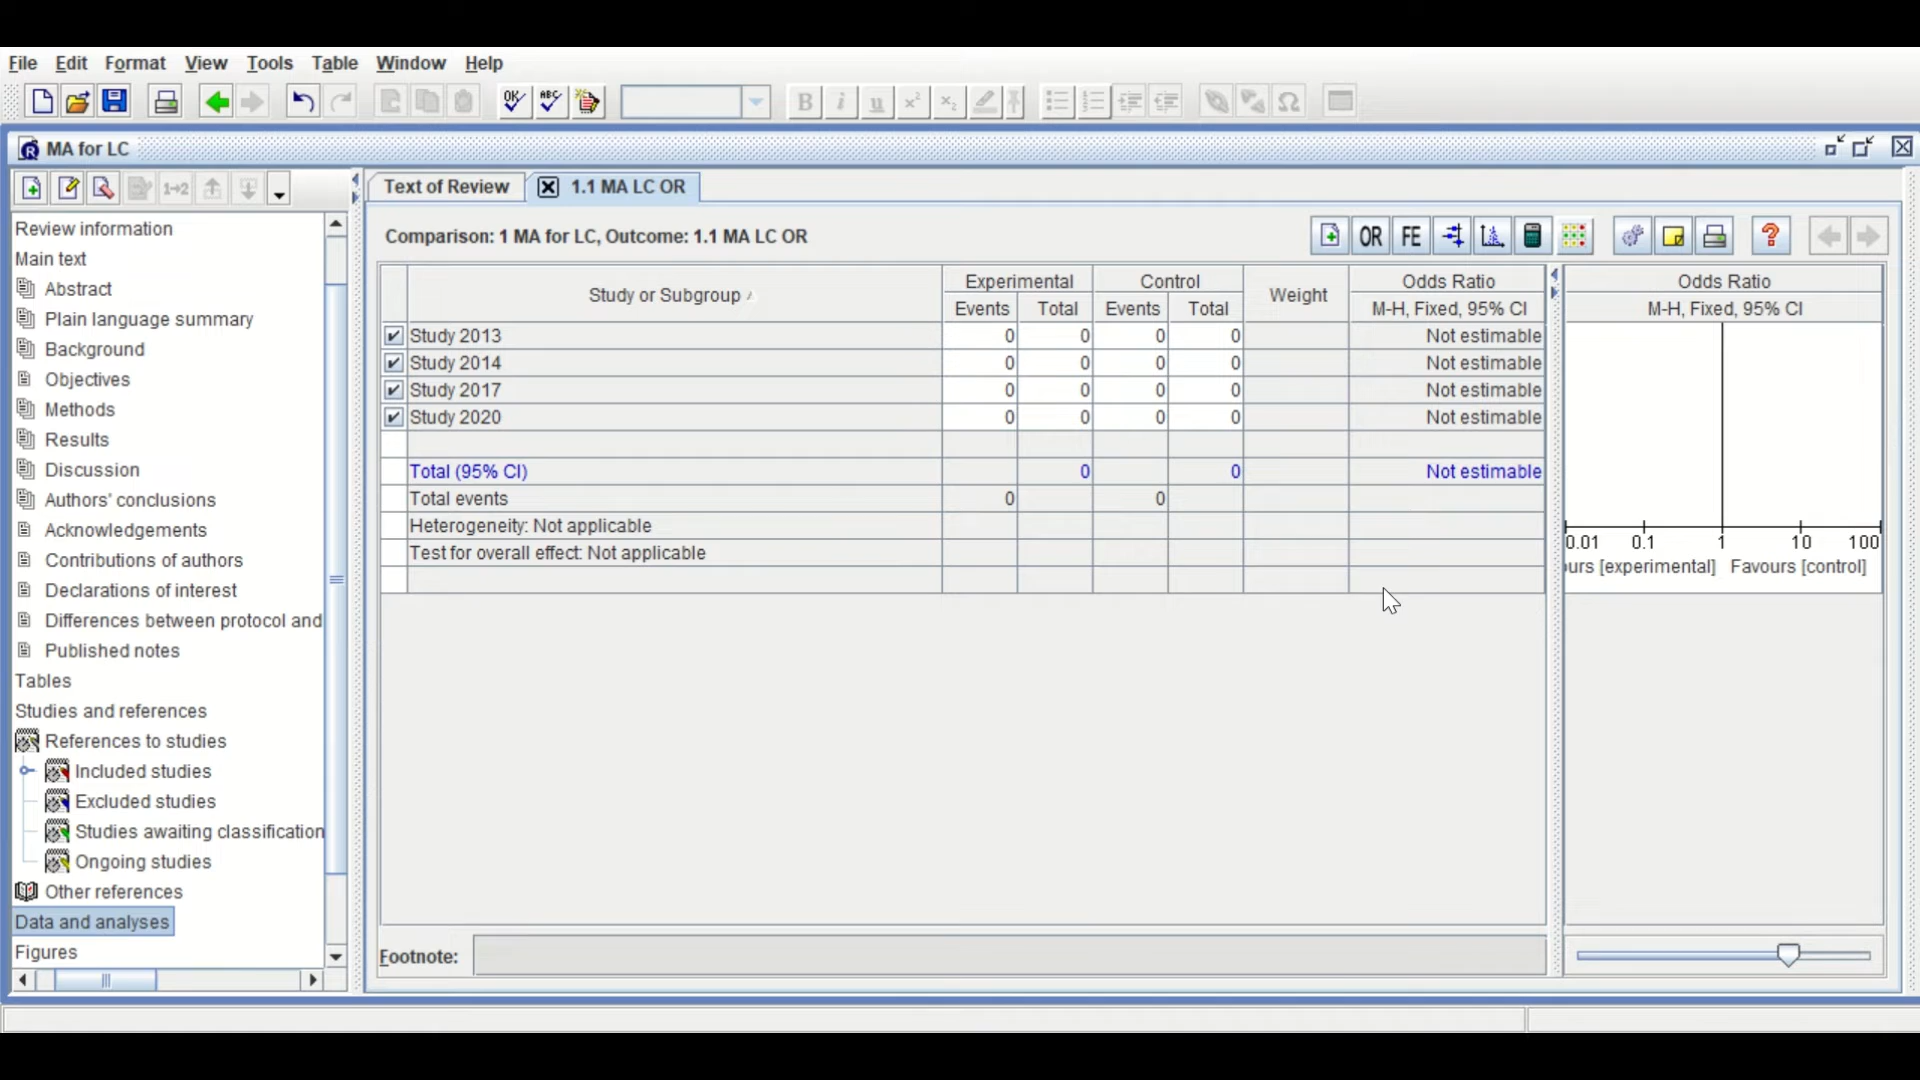 File Edit Format View Tools Table Window Help
OK ABC B i u x² x₂ Ω
MA for LC
1→2 Text of Review 1.1 MA LC OR
Comparison: 1 MA for LC, Outcome: 1.1 MA LC OR OR FE ?
Review information
Main text
Abstract
Plain language summary
Background
Objectives
Methods
Results
Discussion
Authors' conclusions
Acknowledgements
Contributions of authors
Declarations of interest
Differences between protocol and
Published notes
Tables
Studies and references
References to studies
Included studies
Excluded studies
Studies awaiting classification
Ongoing studies
Other references
Data and analyses
Figures
Study or Subgroup Experimental Control Weight Odds Ratio Odds Ratio
Events Total Events Total M-H, Fixed, 95% CI M-H, Fixed, 95% CI
Study 2013 0 0 0 0 Not estimable
Study 2014 0 0 0 0 Not estimable
Study 2017 0 0 0 0 Not estimable
Study 2020 0 0 0 0 Not estimable
Total (95% CI) 0 0 Not estimable
Total events 0 0
Heterogeneity: Not applicable
Test for overall effect: Not applicable
0.01 0.1 1 10 100
[experimental] Favours [control]
Footnote: